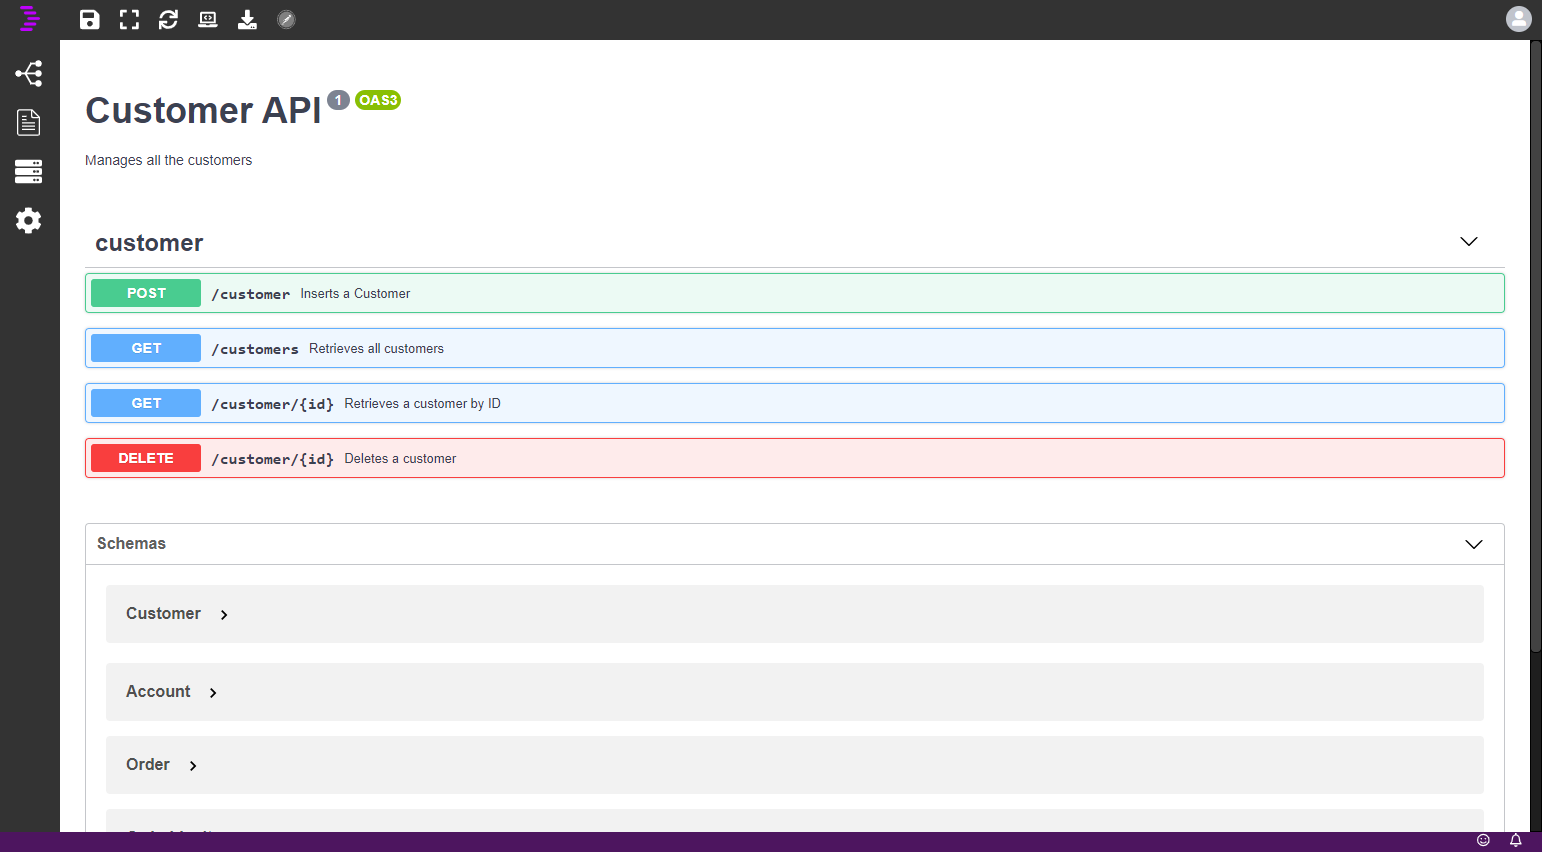 Customer API 1 OAS3
Manages all the customers
customer
POST /customer Inserts a Customer
GET /customers Retrieves all customers
GET /customer/{id} Retrieves a customer by ID
DELETE /customer/{id} Deletes a customer
Schemas
Customer
Account
Order